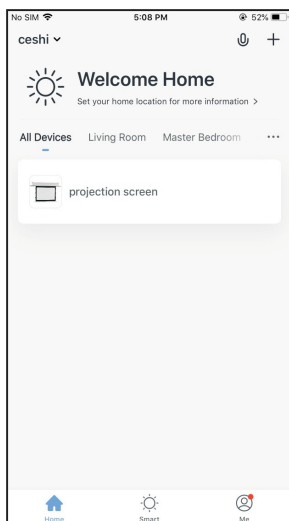 No SIM 5:08 PM 52%
ceshi
Welcome Home
Set your home location for more information >
All Devices Living Room Master Bedroom ...
projection screen
Home Smart Me